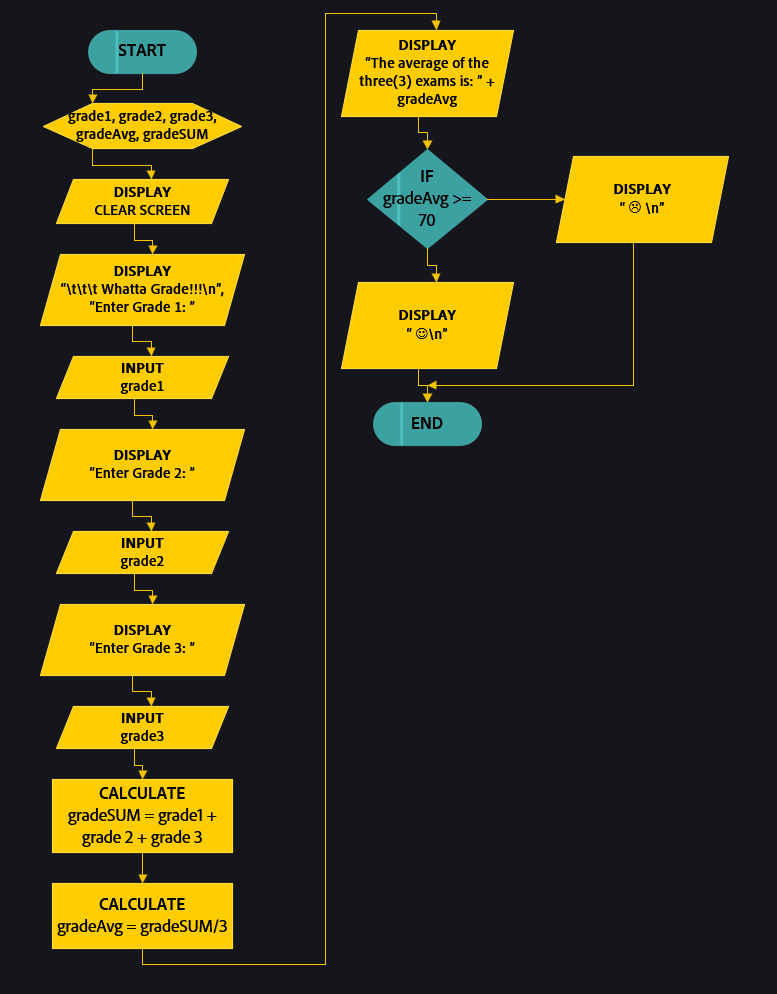 START
grade1, grade2, grade3,
gradeAvg, gradeSUM
DISPLAY
CLEAR SCREEN
DISPLAY
“\t\t\t Whatta Grade!!!\n”,
“Enter Grade 1: ”
INPUT
grade1
DISPLAY
“Enter Grade 2: ”
INPUT
grade2
DISPLAY
“Enter Grade 3: ”
INPUT
grade3
CALCULATE
gradeSUM = grade1 +
grade 2 + grade 3
CALCULATE
gradeAvg = gradeSUM/3
DISPLAY
“The average of the
three(3) exams is: ” +
gradeAvg
IF
gradeAvg >=
70
DISPLAY
“ ☹ \n”
DISPLAY
“ ☺\n”
END